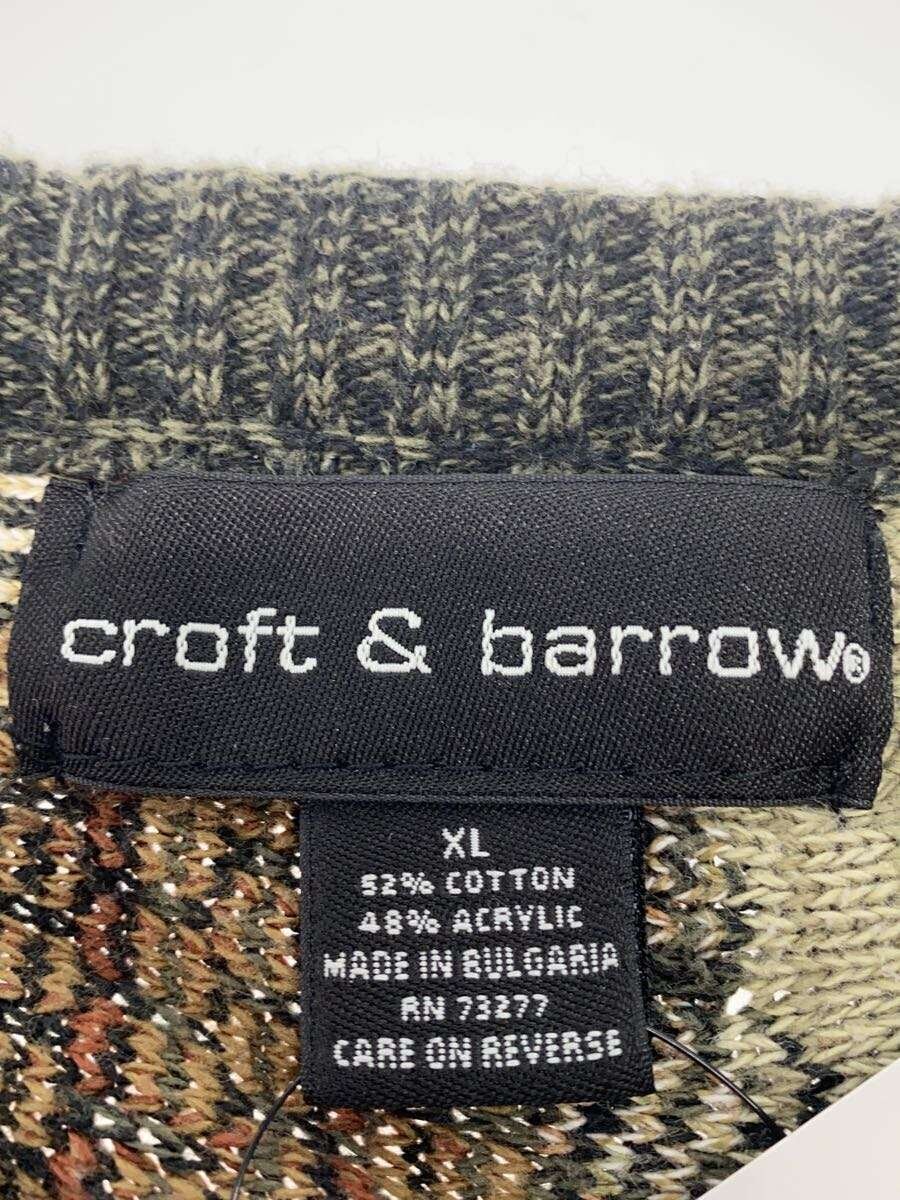 croft & barrow®
XL
52% COTTON
48% ACRYLIC
MADE IN BULGARIA
RN 73277
CARE ON REVERSE